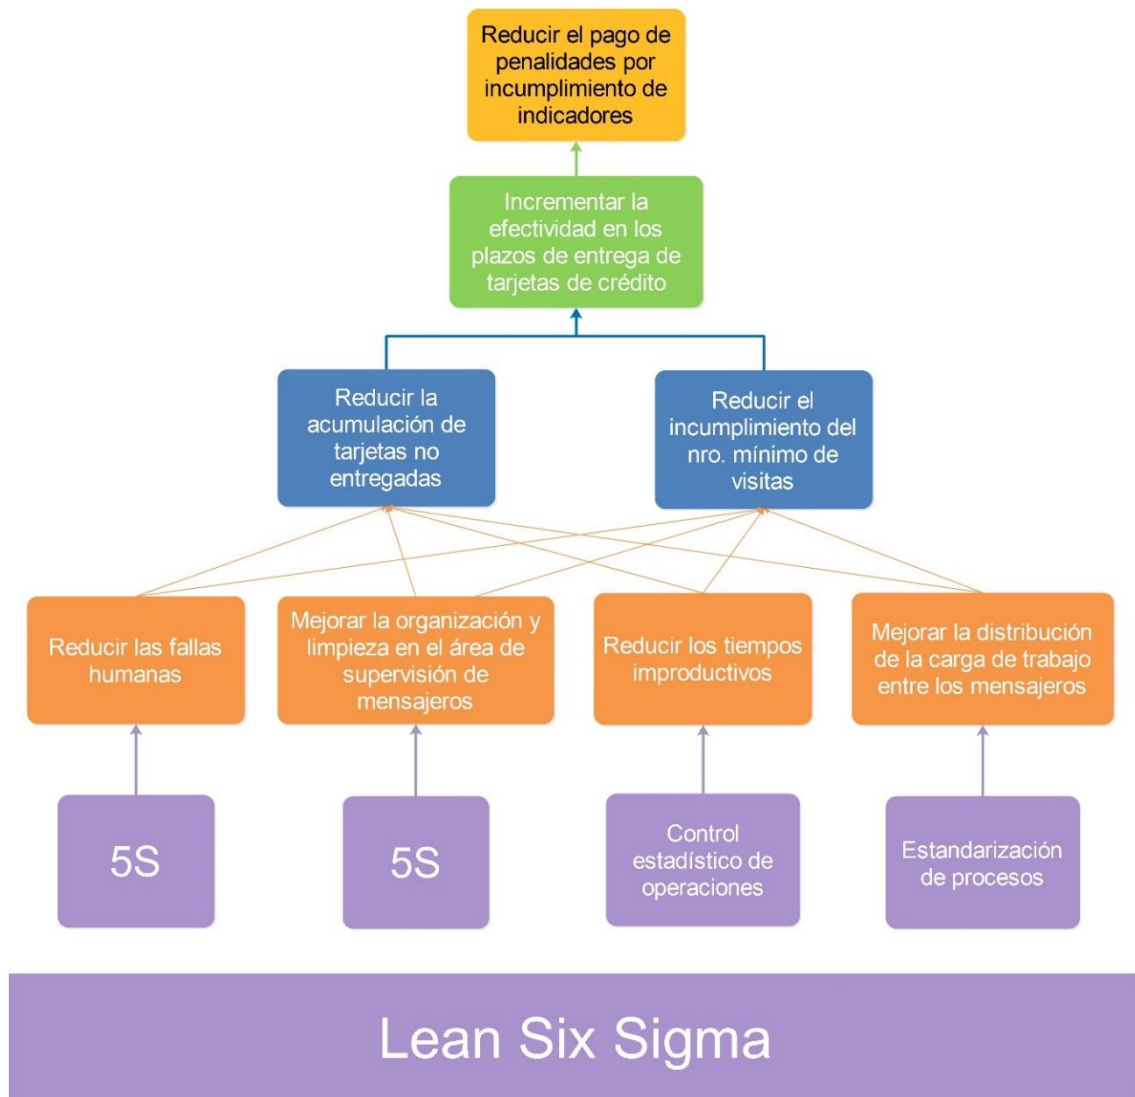 Reducir el pago de
penalidades por
incumplimiento de
indicadores
Incrementar la
efectividad en los
plazos de entrega de
tarjetas de crédito
Reducir la
acumulación de
tarjetas no
entregadas
Reducir el
incumplimiento del
nro. mínimo de
visitas
Reducir las fallas
humanas
Mejorar la organización y
limpieza en el área de
supervisión de
mensajeros
Reducir los tiempos
improductivos
Mejorar la distribución
de la carga de trabajo
entre los mensajeros
5S
5S
Control
estadístico de
operaciones
Estandarización
de procesos
Lean Six Sigma